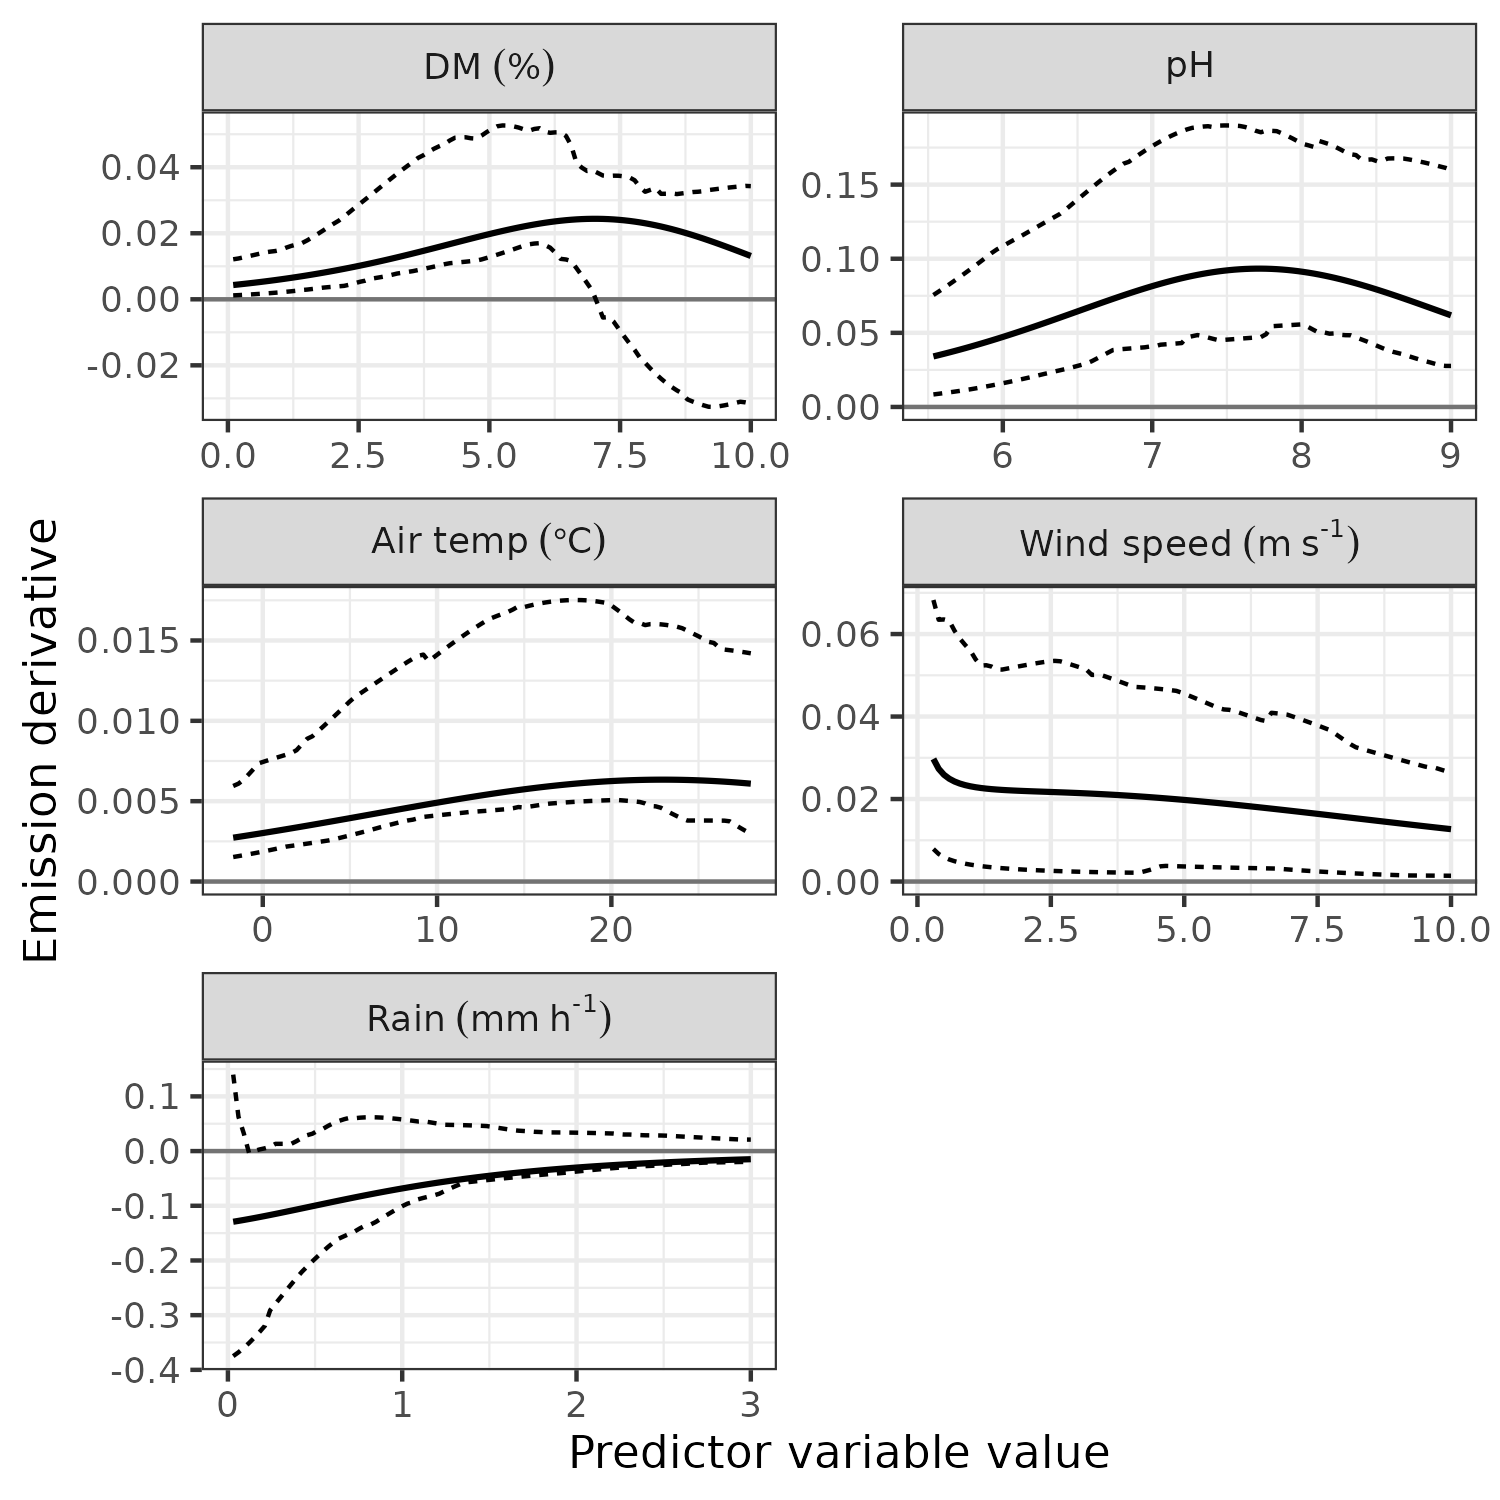 DM (%)
0.04
0.02
0.00
-0.02
0.0 2.5 5.0 7.5 10.0
pH
0.15
0.10
0.05
0.00
6 7 8 9
Emission derivative
Air temp (°C)
0.015
0.010
0.005
0.000
0 10 20
Wind speed (m s⁻¹)
0.06
0.04
0.02
0.00
0.0 2.5 5.0 7.5 10.0
Rain (mm h⁻¹)
0.1
0.0
-0.1
-0.2
-0.3
-0.4
0 1 2 3
Predictor variable value